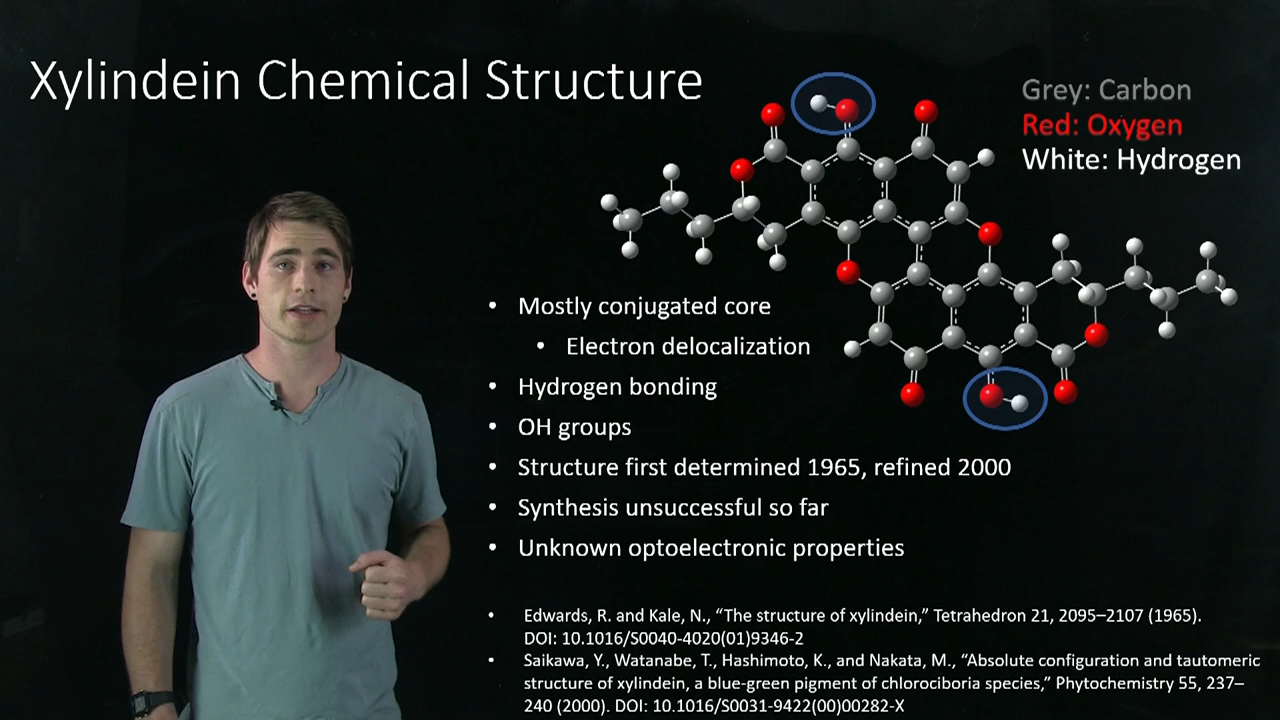 Xylindein Chemical Structure
Grey: Carbon
Red: Oxygen
White: Hydrogen
• Mostly conjugated core
• Electron delocalization
• Hydrogen bonding
• OH groups
• Structure first determined 1965, refined 2000
• Synthesis unsuccessful so far
• Unknown optoelectronic properties
• Edwards, R. and Kale, N., “The structure of xylindein,” Tetrahedron 21, 2095–2107 (1965).
DOI: 10.1016/S0040-4020(01)9346-2
• Saikawa, Y., Watanabe, T., Hashimoto, K., and Nakata, M., “Absolute configuration and tautomeric
structure of xylindein, a blue-green pigment of chlorociboria species,” Phytochemistry 55, 237–
240 (2000). DOI: 10.1016/S0031-9422(00)00282-X